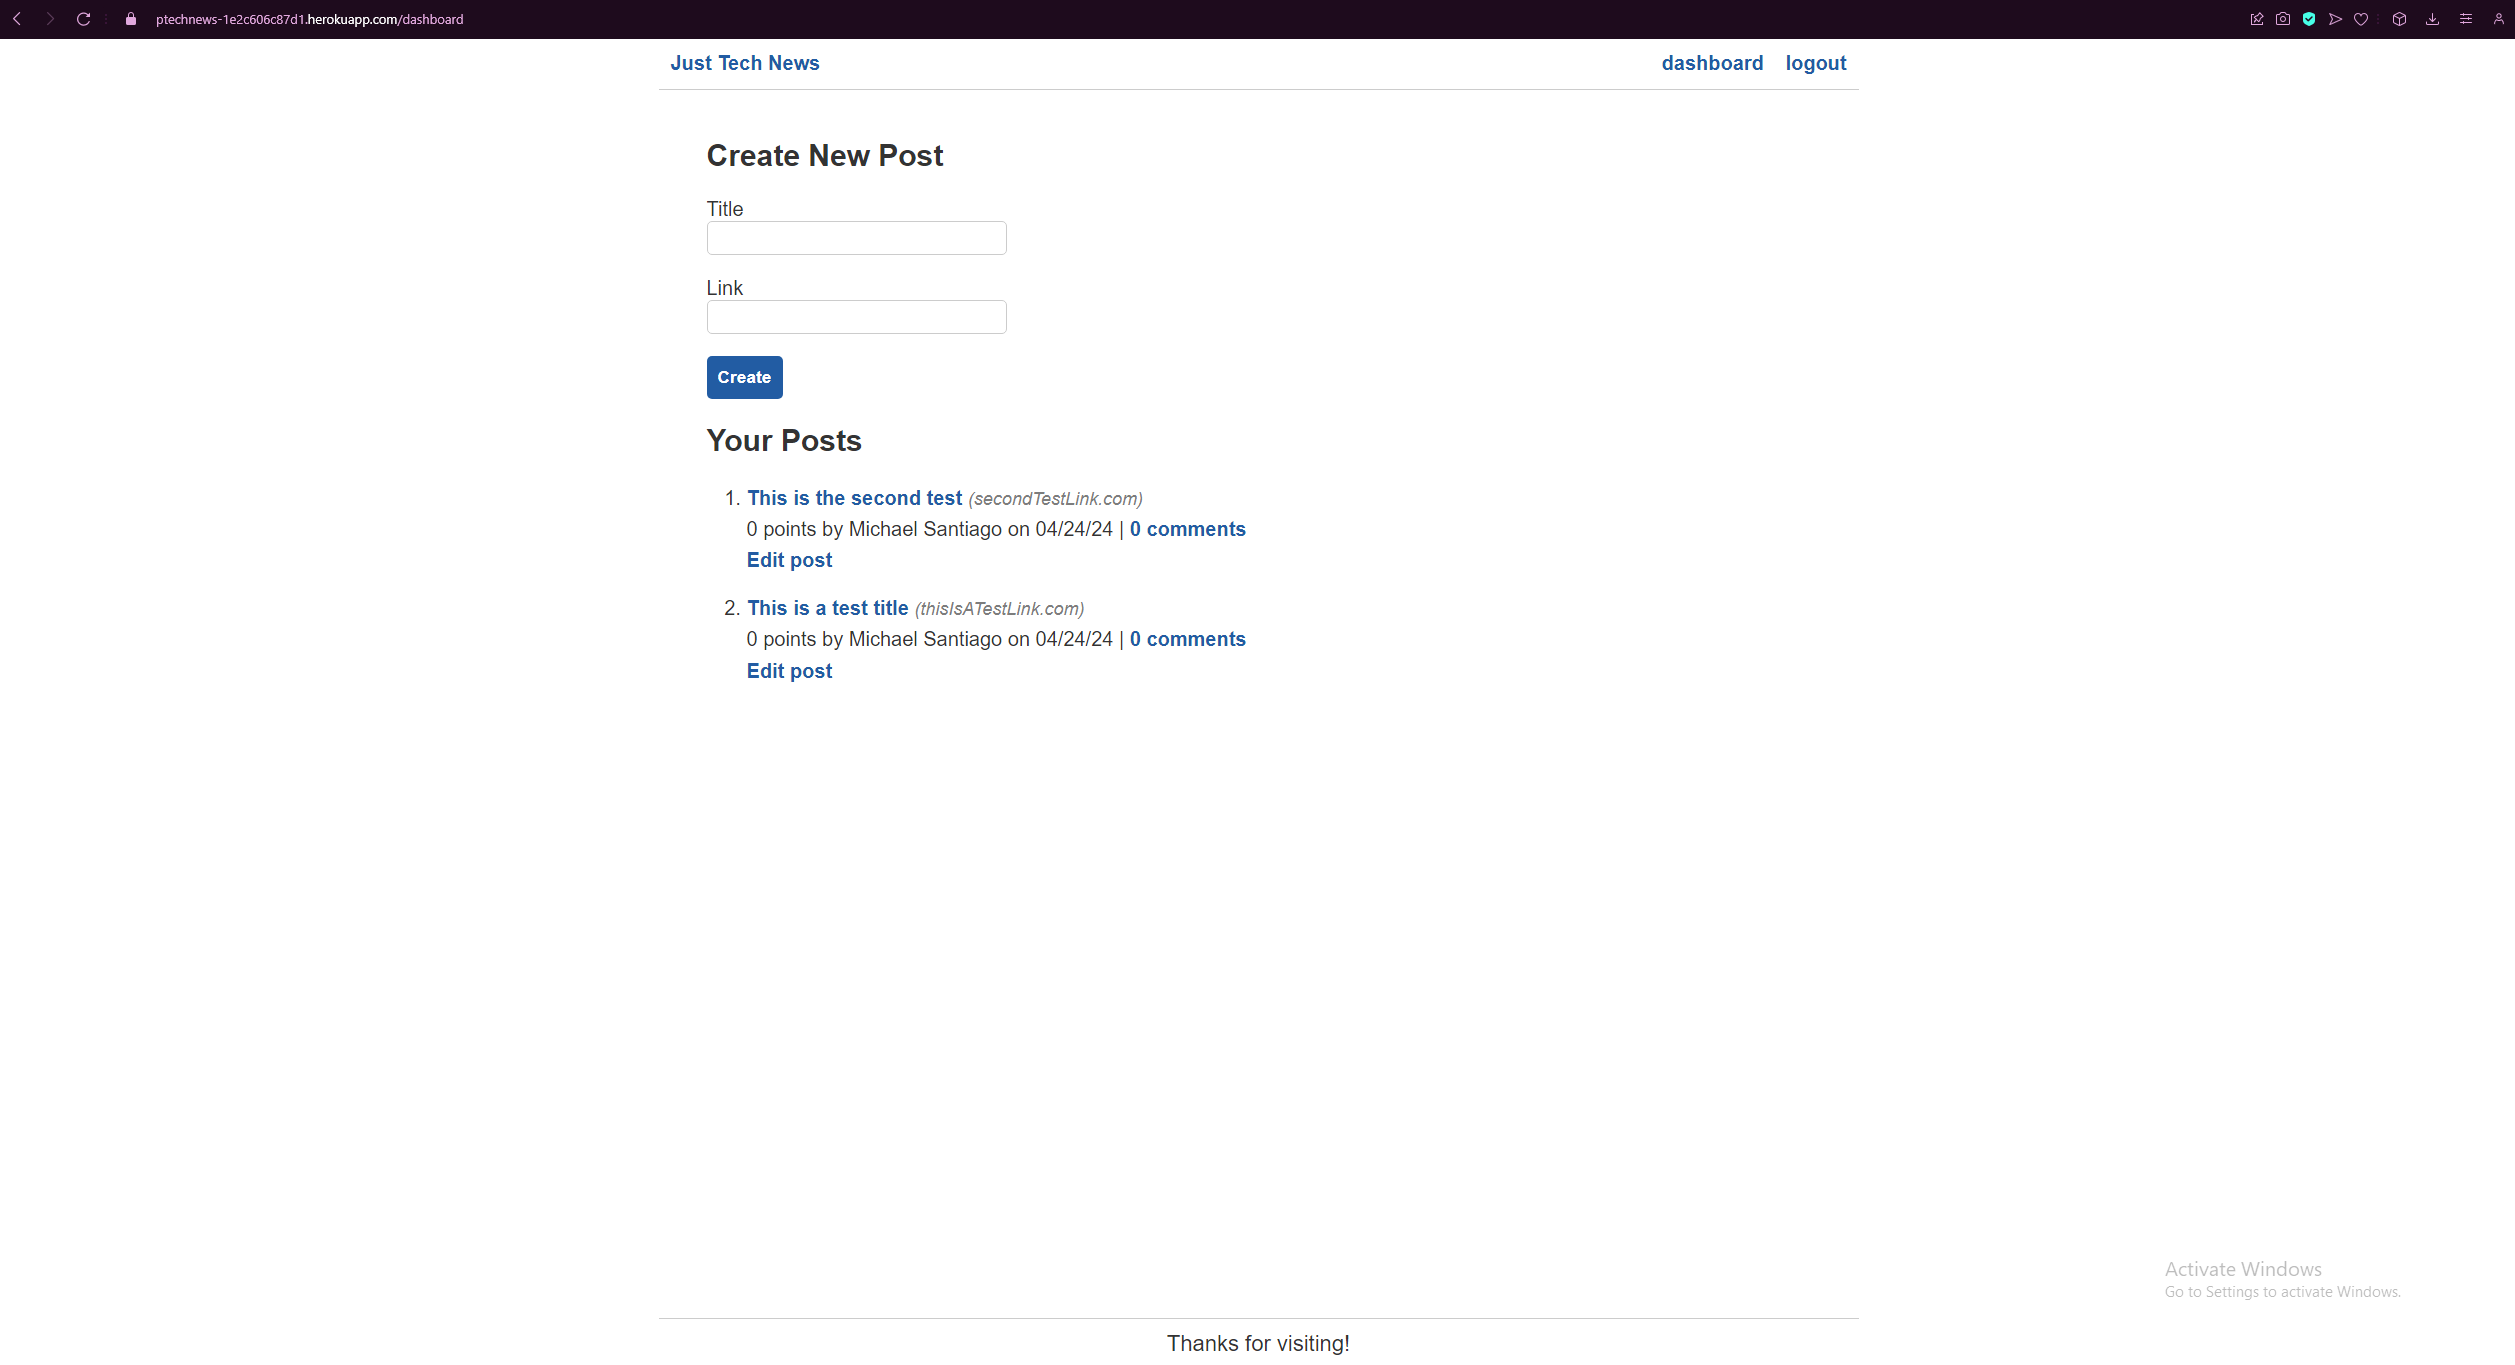 ptechnews-1e2c606c87d1.herokuapp.com/dashboard
Just Tech News dashboard logout
Create New Post
Title
Link
Create
Your Posts
1. This is the second test (secondTestLink.com)
0 points by Michael Santiago on 04/24/24 | 0 comments
Edit post
2. This is a test title (thisIsATestLink.com)
0 points by Michael Santiago on 04/24/24 | 0 comments
Edit post
Activate Windows
Go to Settings to activate Windows.
Thanks for visiting!